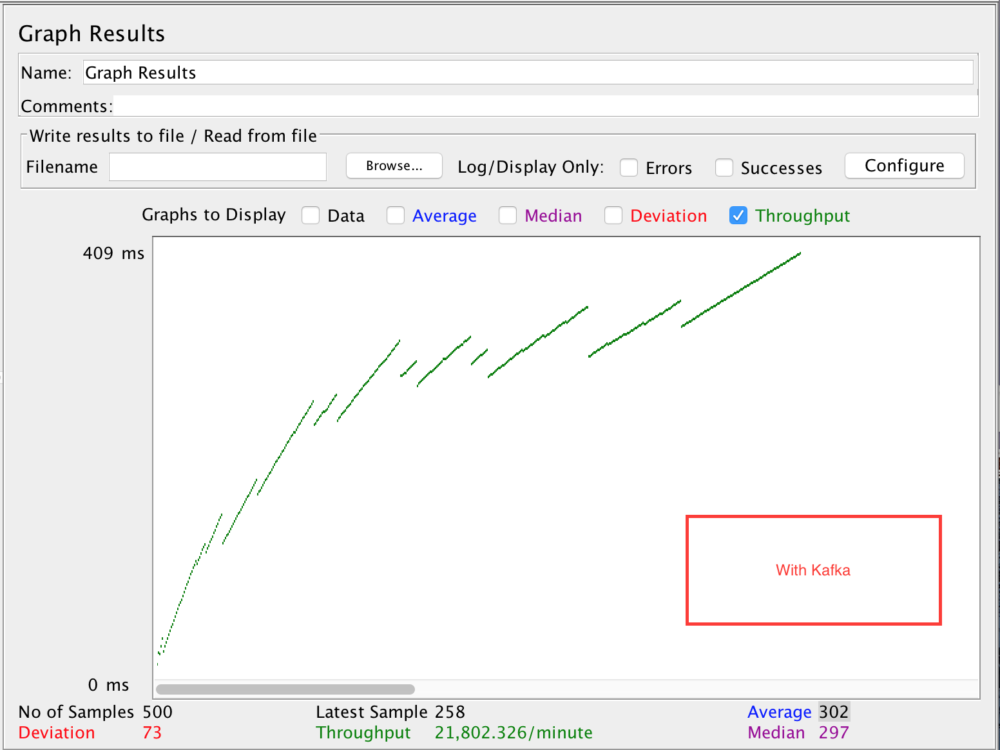 Graph Results
Name: Graph Results
Comments:
Write results to file / Read from file
Filename Browse... Log/Display Only: Errors Successes Configure
Graphs to Display Data Average Median Deviation Throughput
409 ms
With Kafka
0 ms
No of Samples 500 Latest Sample 258 Average 302
Deviation 73 Throughput 21,802.326/minute Median 297